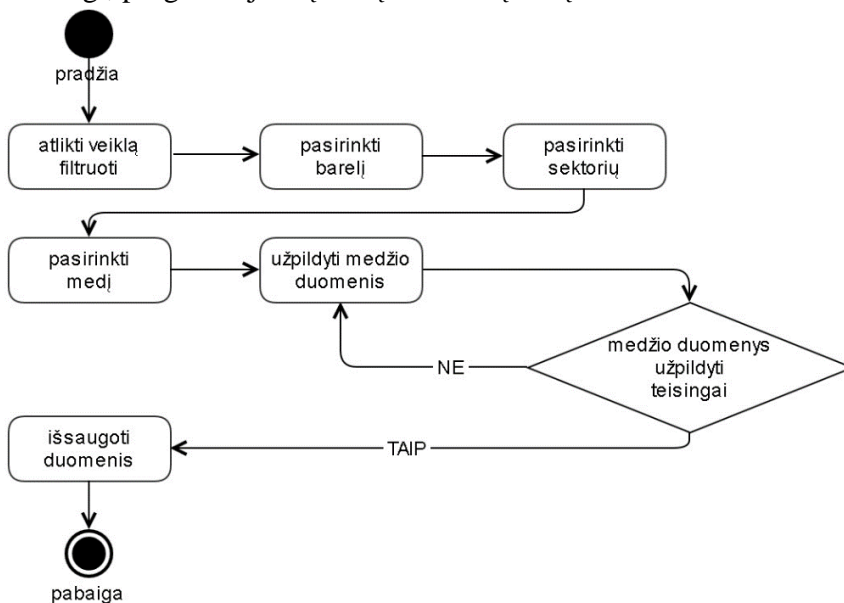 pradžia
atlikti veiklą
filtruoti
pasirinkti
barelį
pasirinkti
sektorių
pasirinkti
medį
užpildyti medžio
duomenis
medžio duomenys
užpildyti
teisingai
NE
išsaugoti
duomenis
TAIP
pabaiga